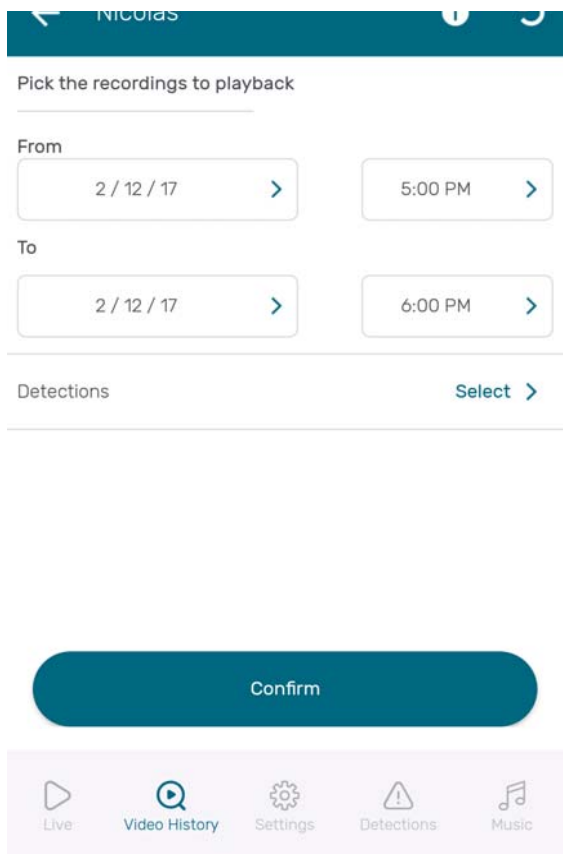 Nicolas
Pick the recordings to playback
From
2 / 12 / 17 5:00 PM
To
2 / 12 / 17 6:00 PM
Detections Select
Confirm
Live Video History Settings Detections Music